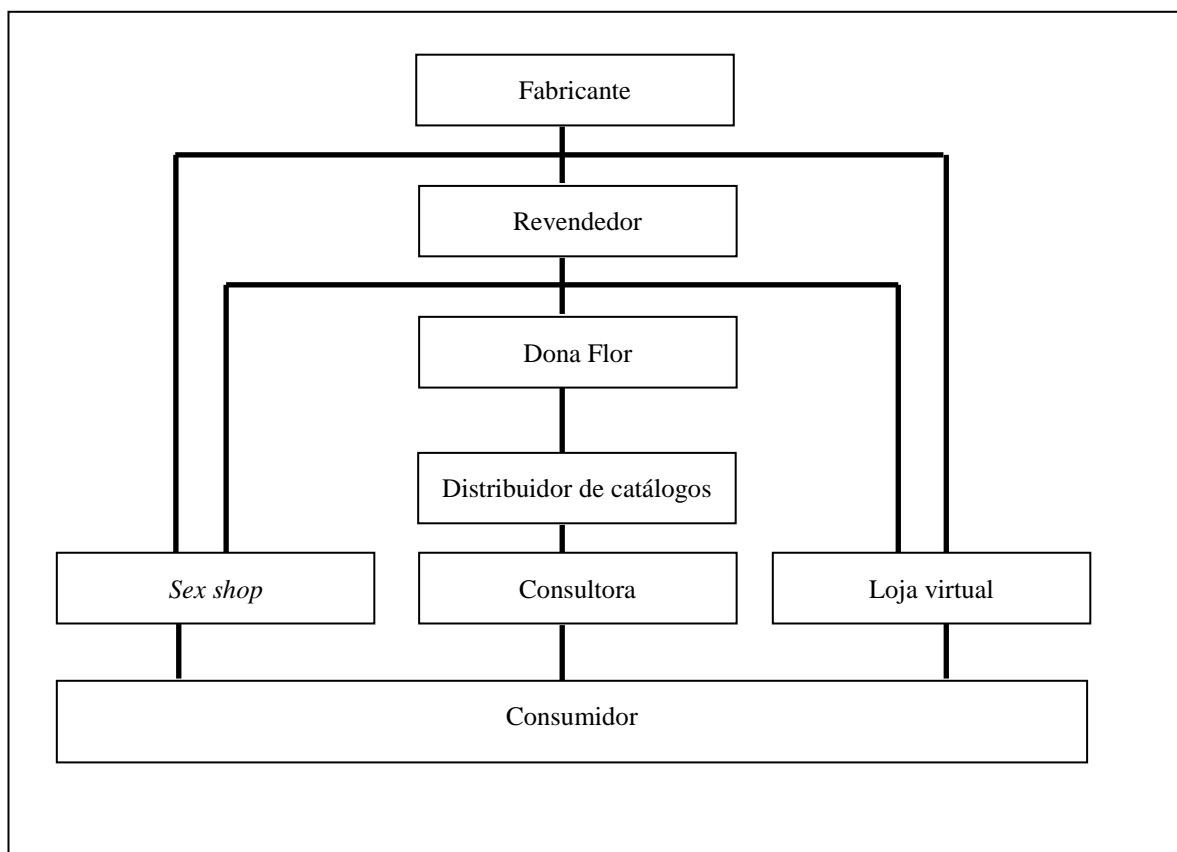 Fabricante
Revendedor
Dona Flor
Distribuidor de catálogos
Sex shop
Consultora
Loja virtual
Consumidor